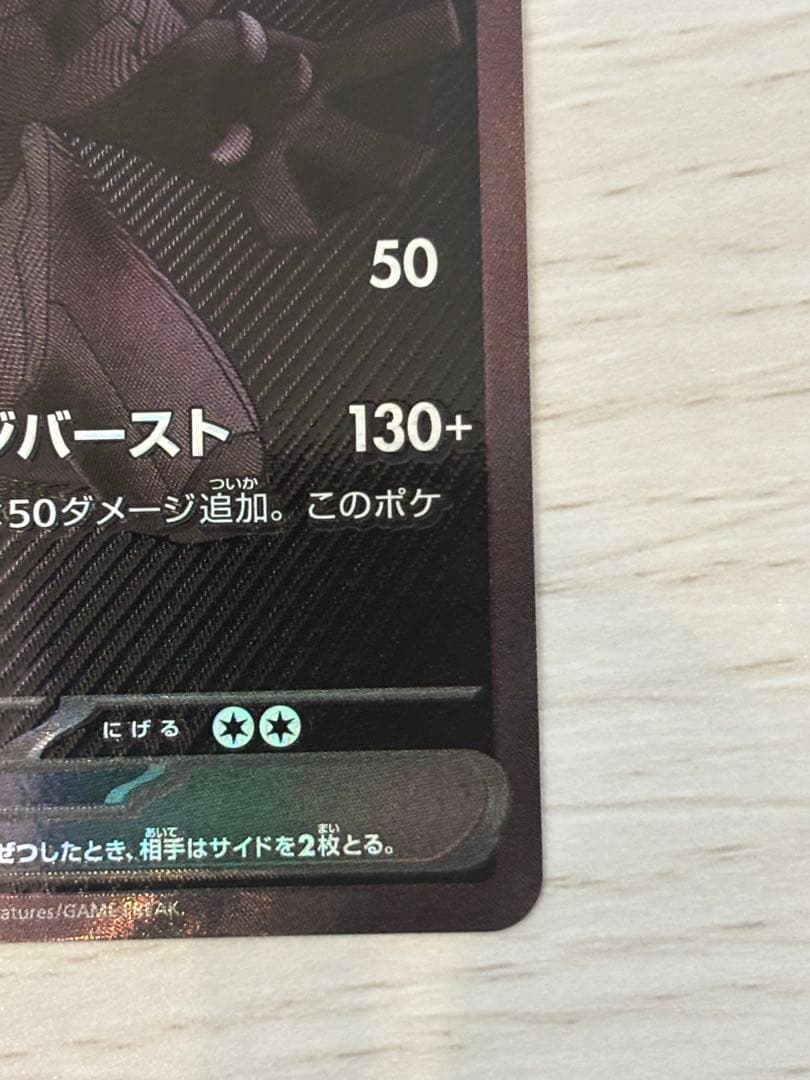 50
ジバースト 130+
50ダメージ追加。このポケ
ついか
にげる
ぜつしたとき、相手はサイドを2枚とる。
あいて まい
atures/GAME FREAK.